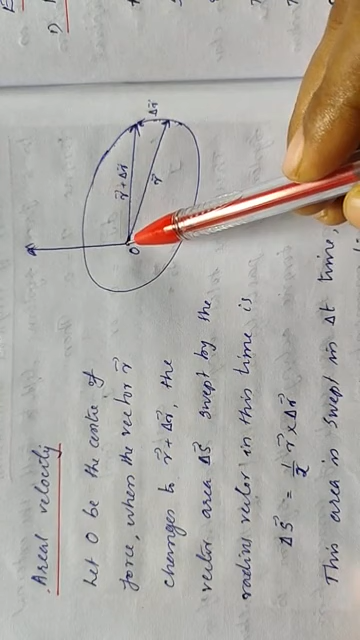 Areal velocity
Let O be the centre of
force, when the vector r⃗
changes to r⃗ + Δr⃗, the
vector area ΔS⃗ swept by the
radius vector in this time is
ΔS⃗ = 1/2 r⃗ × Δr⃗
This area is swept in Δt time,
O
r⃗+Δr⃗
r⃗
Δr⃗